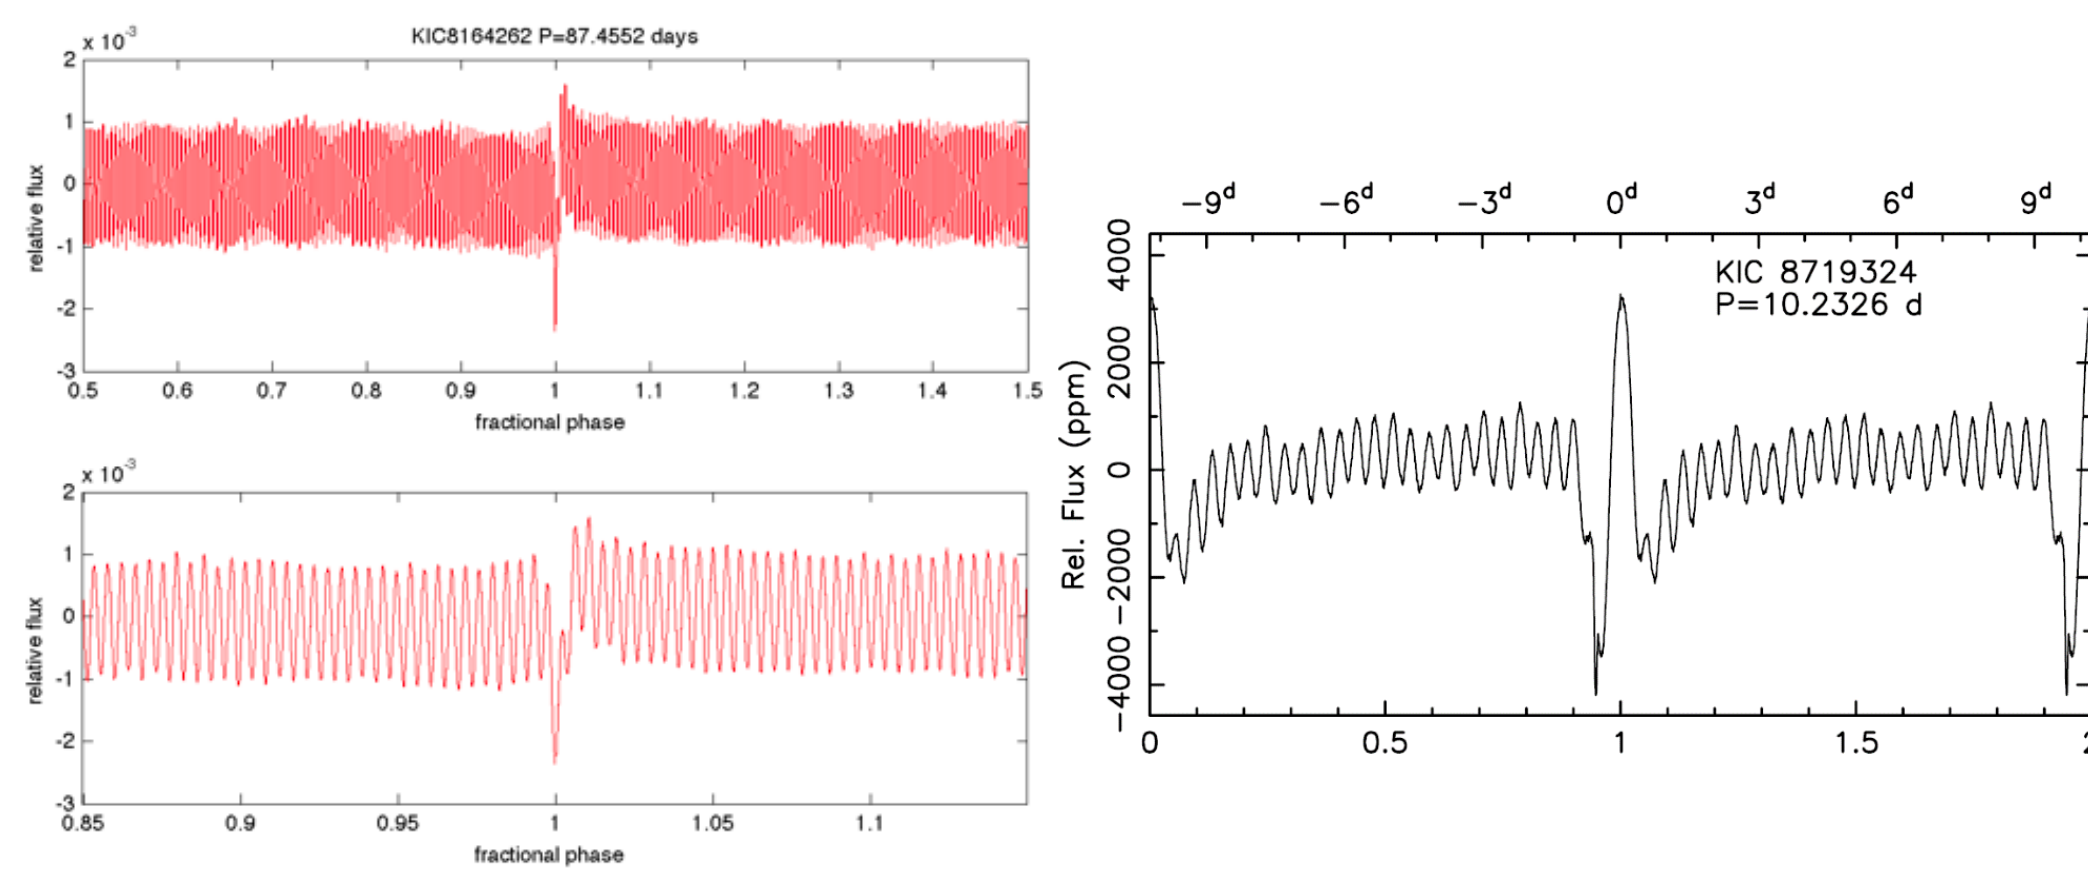 KIC8164262 P=87.4552 days
x 10-3
2
1
0
-1
-2
-3
relative flux
0.5 0.6 0.7 0.8 0.9 1 1.1 1.2 1.3 1.4 1.5
fractional phase
x 10-3
2
1
0
-1
-2
-3
relative flux
0.85 0.9 0.95 1 1.05 1.1
fractional phase
−9d −6d −3d 0d 3d 6d 9d
KIC 8719324
P=10.2326 d
4000
2000
0
−2000
−4000
Rel. Flux (ppm)
0 0.5 1 1.5 2